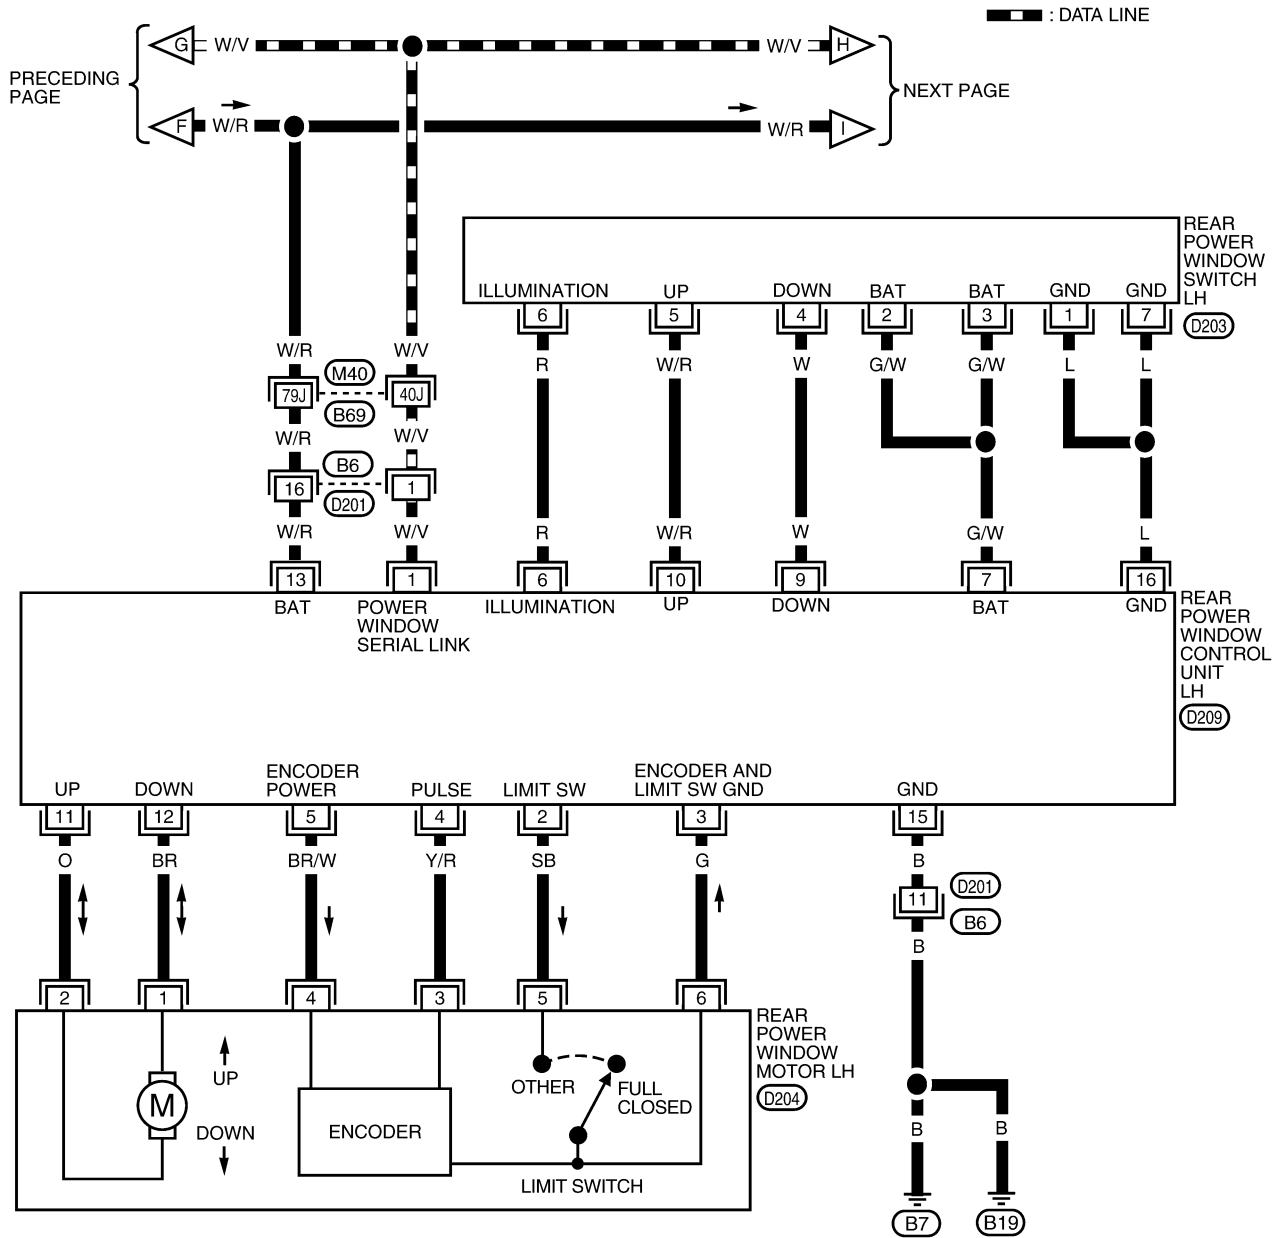 : DATA LINE
G W/V W/V H
PRECEDING
PAGE
NEXT PAGE
F W/R W/R I
REAR
POWER
WINDOW
SWITCH
LH
D203
ILLUMINATION UP DOWN BAT BAT GND GND
6 5 4 2 3 1 7
R W/R W G/W G/W L L
W/R W/V
M40
79J 40J
B69
W/R W/V
B6
16 1
D201
W/R W/V R W/R W G/W L
13 1 6 10 9 7 16
BAT
POWER
WINDOW
SERIAL LINK
ILLUMINATION UP DOWN BAT GND
REAR
POWER
WINDOW
CONTROL
UNIT
LH
D209
UP DOWN
ENCODER
POWER
PULSE LIMIT SW
ENCODER AND
LIMIT SW GND
GND
11 12 5 4 2 3 15
O BR BR/W Y/R SB G B
D201
11
B6
B
2 1 4 3 5 6
REAR
POWER
WINDOW
MOTOR LH
D204
UP
M
DOWN
ENCODER
OTHER
FULL
CLOSED
LIMIT SWITCH
B B
B7 B19